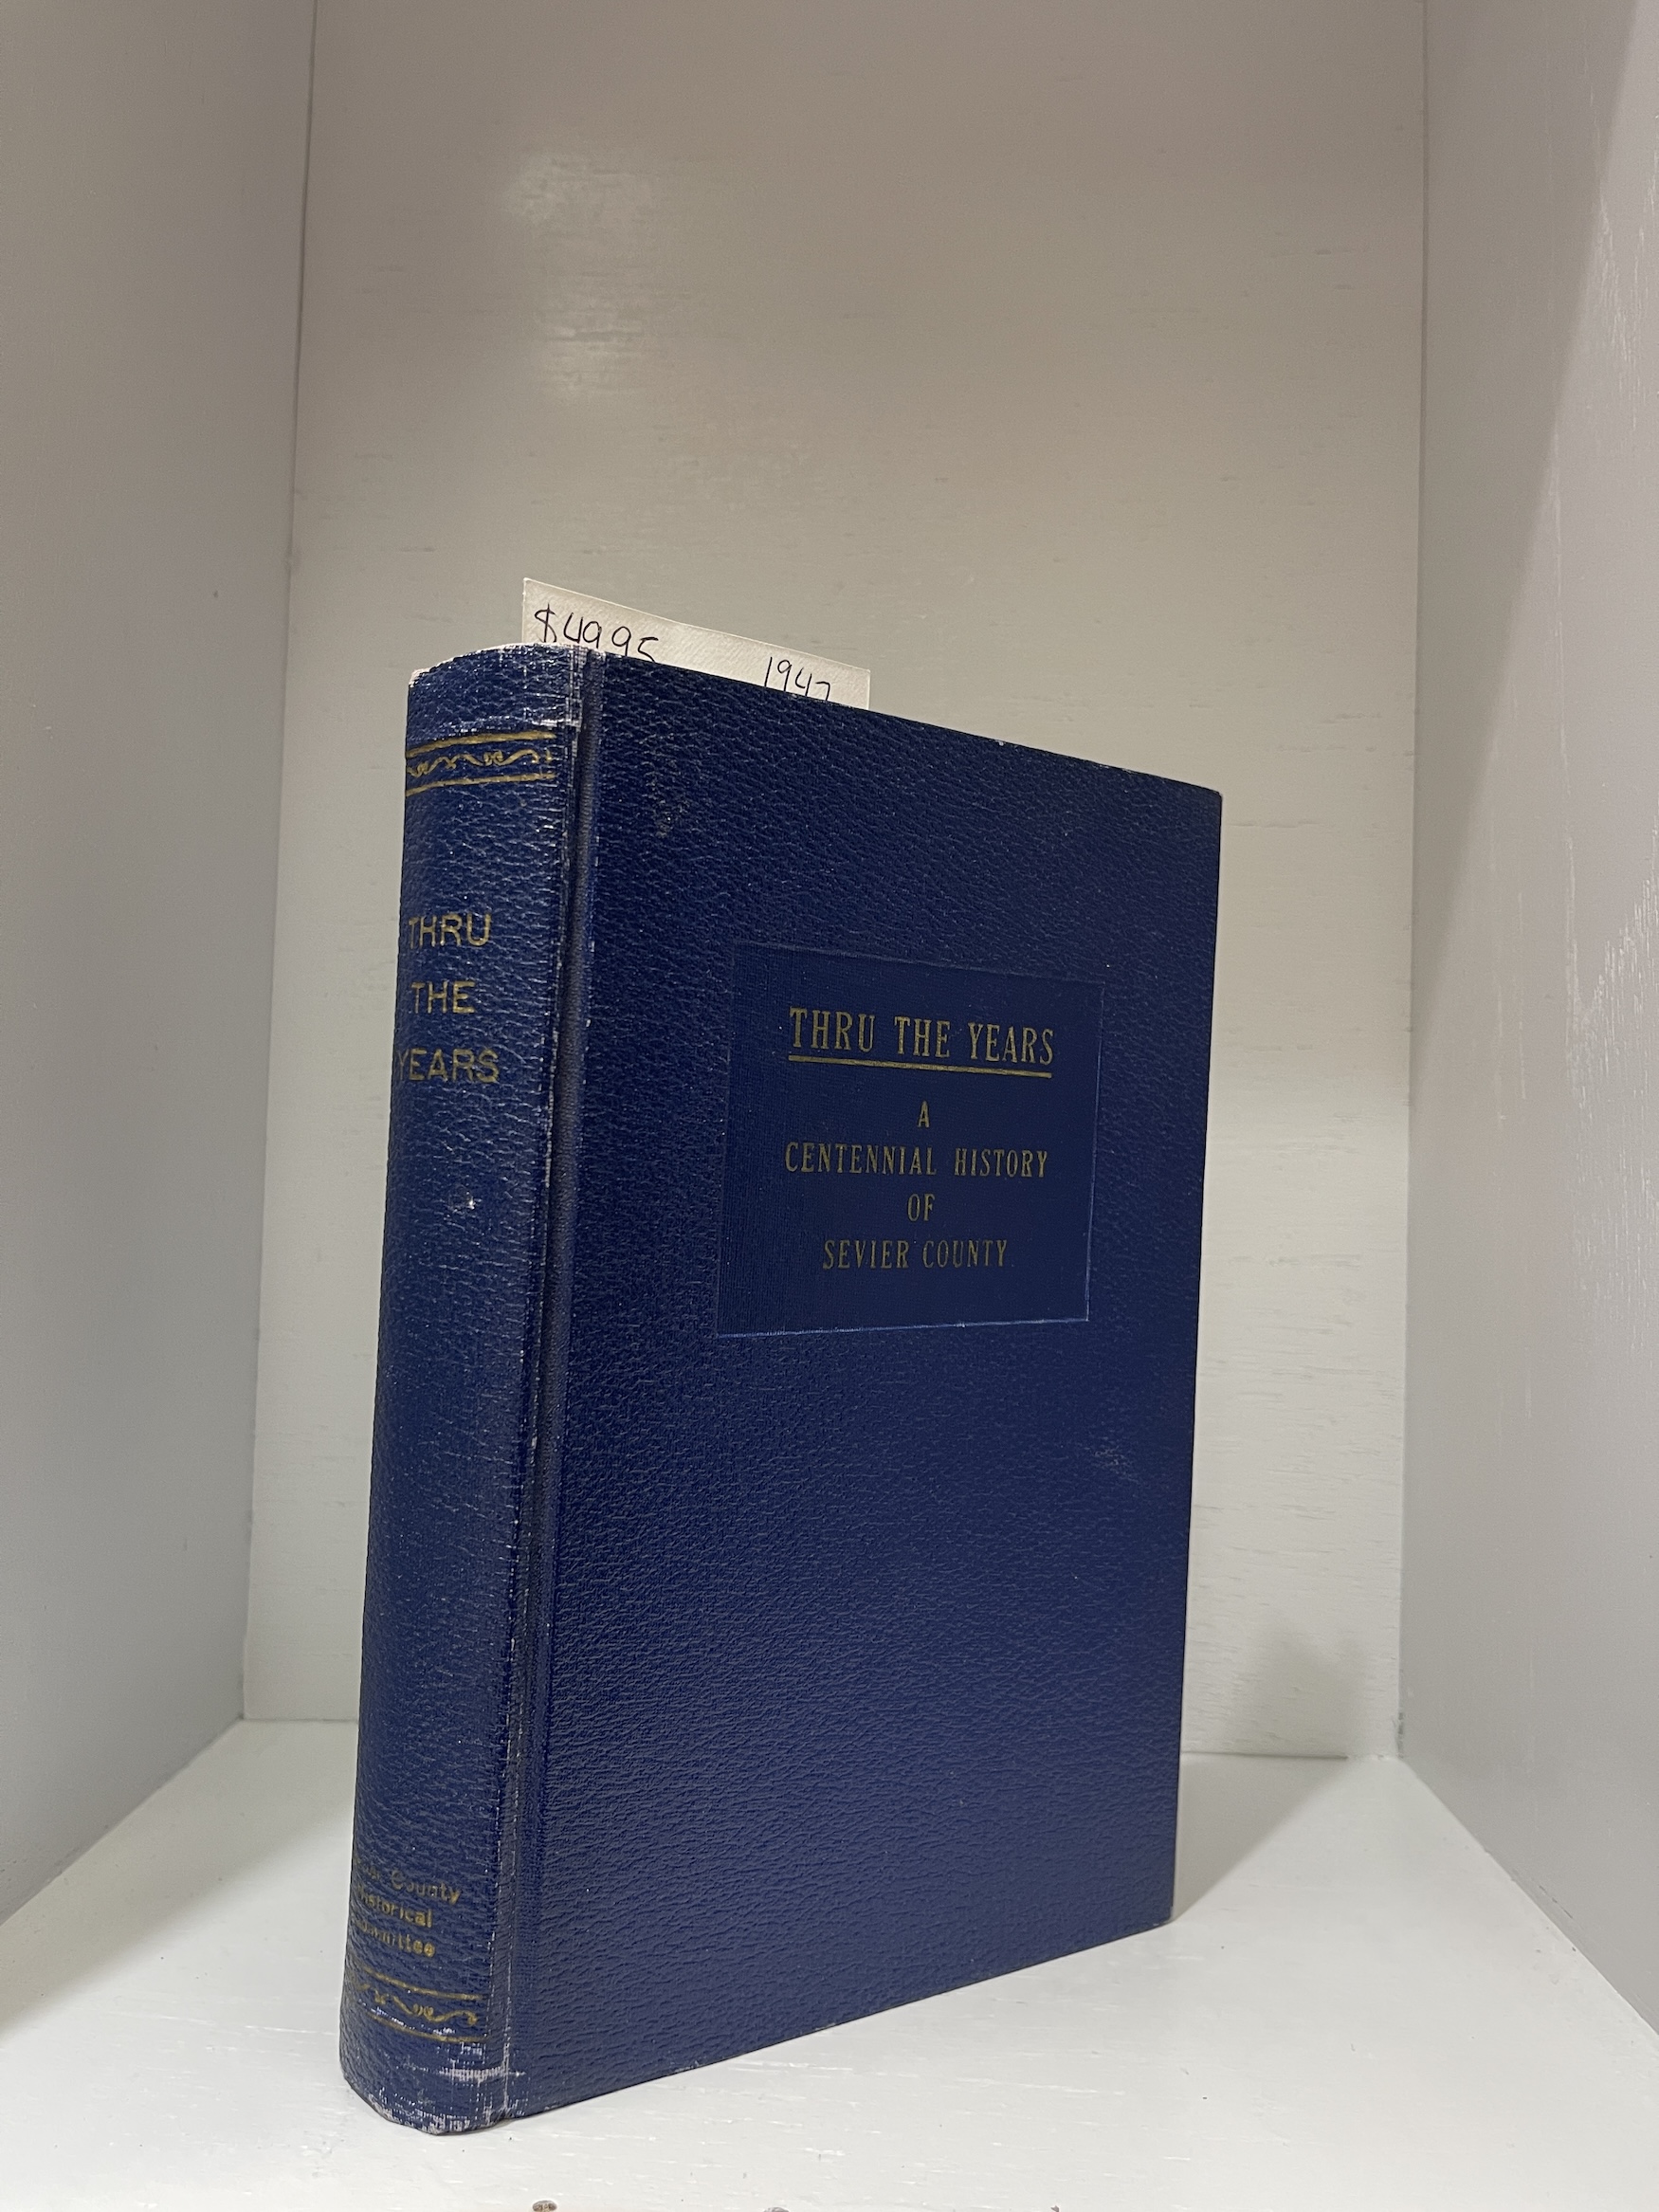 $4995 1947
THRU
THE
YEARS
THRU THE YEARS
A
CENTENNIAL HISTORY
OF
SEVIER COUNTY
County
Historical